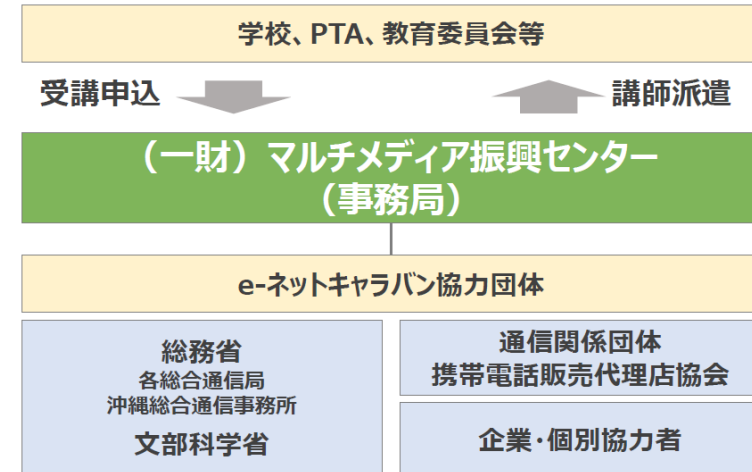 学校、PTA、教育委員会等
受講申込
講師派遣
（一財）マルチメディア振興センター
（事務局）
e-ネットキャラバン協力団体
総務省
各総合通信局
沖縄総合通信事務所
文部科学省
通信関係団体
携帯電話販売代理店協会
企業・個別協力者